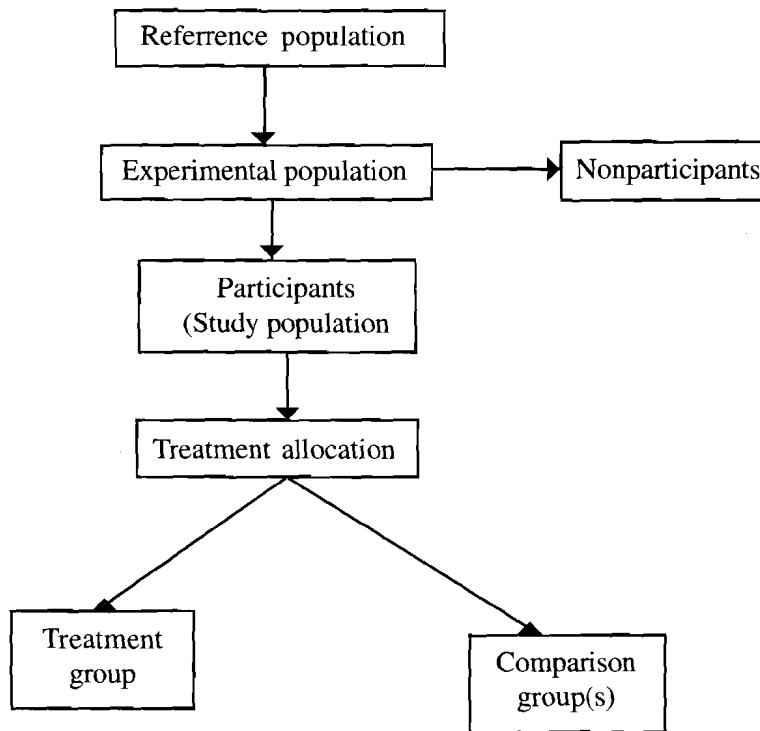 Referrence population
Experimental population
Nonparticipants
Participants
(Study population
Treatment allocation
Treatment
group
Comparison
group(s)